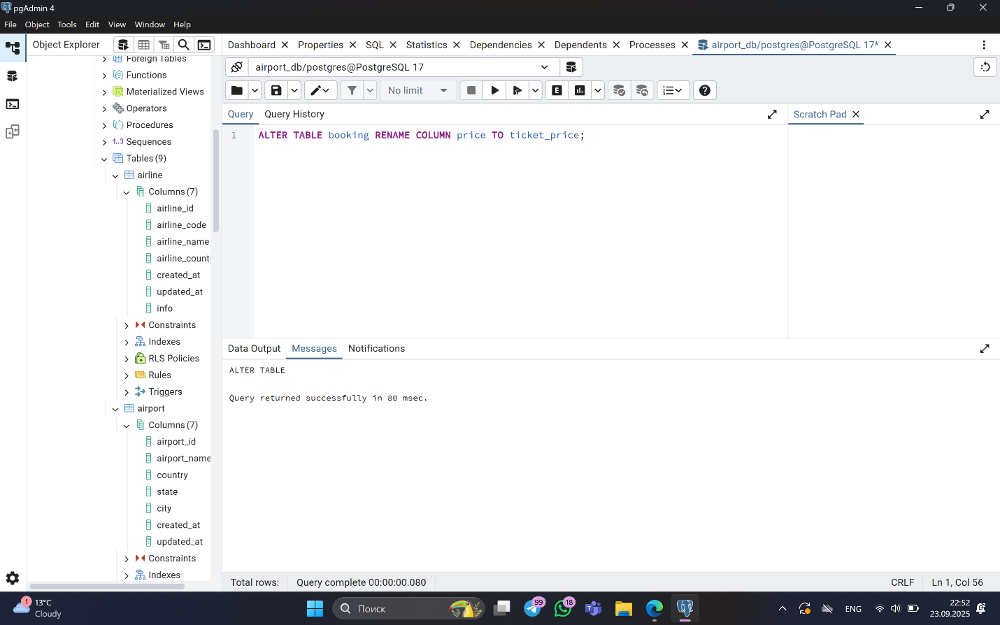 pgAdmin 4
File Object Tools Edit View Window Help
Object Explorer
Dashboard Properties SQL Statistics Dependencies Dependents Processes airport_db/postgres@PostgreSQL 17*
airport_db/postgres@PostgreSQL 17
No limit
E
Query Query History
Scratch Pad
1 ALTER TABLE booking RENAME COLUMN price TO ticket_price;
Foreign Tables
Functions
Materialized Views
Operators
Procedures
1..3 Sequences
Tables (9)
airline
Columns (7)
airline_id
airline_code
airline_name
airline_count
created_at
updated_at
info
Constraints
Indexes
RLS Policies
Rules
Triggers
airport
Columns (7)
airport_id
airport_name
country
state
city
created_at
updated_at
Constraints
Indexes
Data Output Messages Notifications
ALTER TABLE
Query returned successfully in 80 msec.
Total rows: Query complete 00:00:00.080
CRLF Ln 1, Col 56
1
13°C
Cloudy
Поиск
99
18
ENG
22:52
23.09.2025